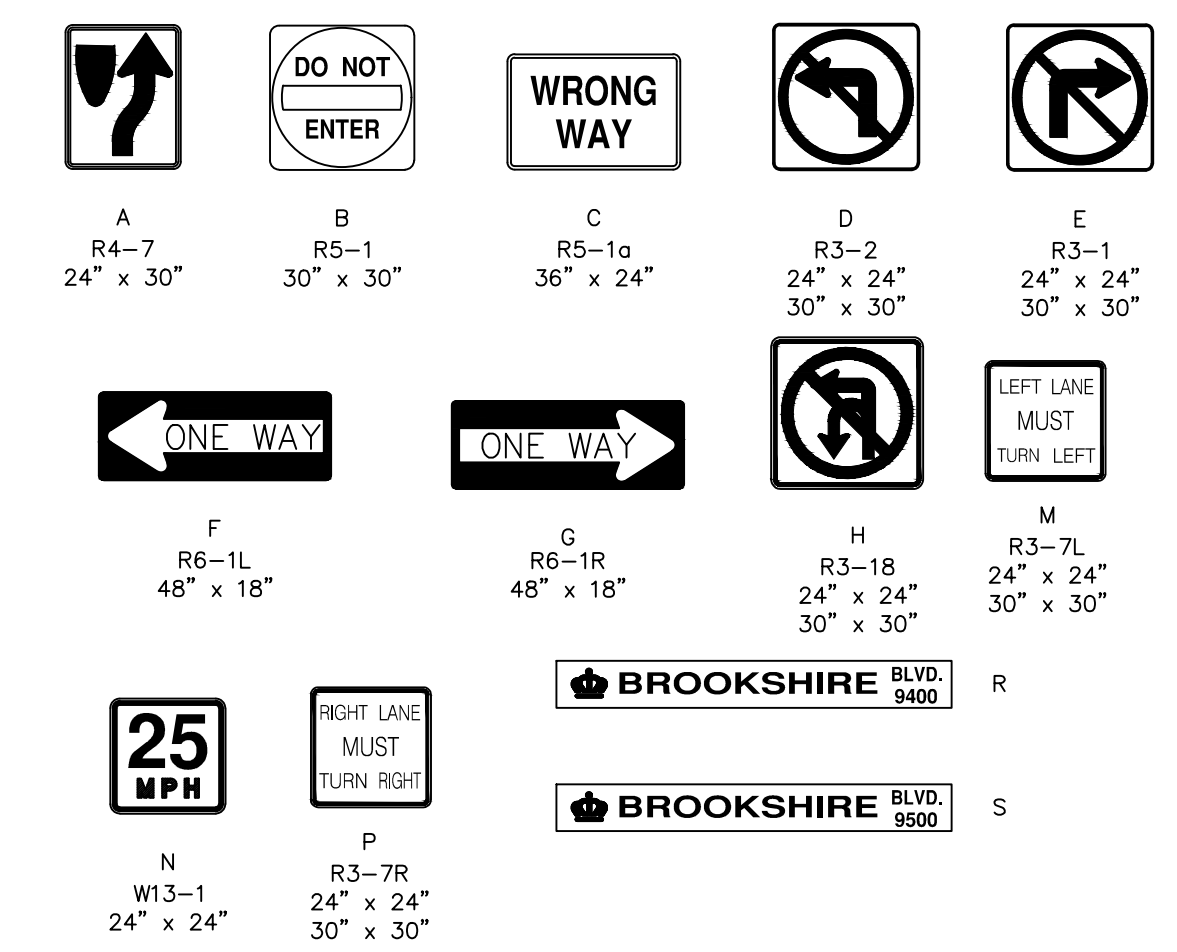 DO NOT
ENTER
WRONG
WAY
A
R4-7
24” x 30”
B
R5-1
30” x 30”
C
R5-1a
36” x 24”
D
R3-2
24” x 24”
30” x 30”
E
R3-1
24” x 24”
30” x 30”
ONE WAY
F
R6-1L
48” x 18”
ONE WAY
G
R6-1R
48” x 18”
H
R3-18
24” x 24”
30” x 30”
LEFT LANE
MUST
TURN LEFT
M
R3-7L
24” x 24”
30” x 30”
25
MPH
N
W13-1
24” x 24”
RIGHT LANE
MUST
TURN RIGHT
P
R3-7R
24” x 24”
30” x 30”
BROOKSHIRE BLVD.
9400
R
BROOKSHIRE BLVD.
9500
S